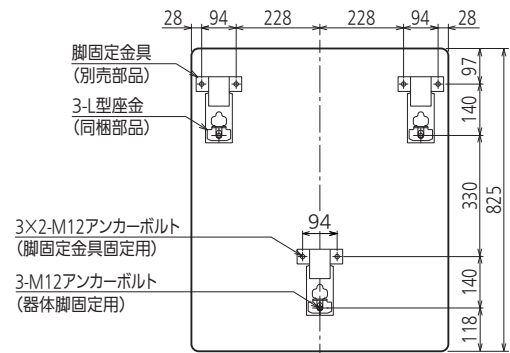 28 94 228 228 94 28
脚固定金具
(別売部品)
3-L型座金
(同梱部品)
97
140
330
825
3×2-M12アンカーボルト
(脚固定金具固定用)
94
3-M12アンカーボルト
(器体脚固定用)
140
118